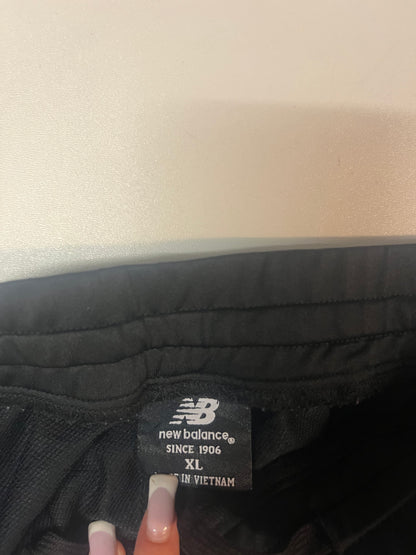 NB
new balance®
SINCE 1906
XL
IN VIETNAM